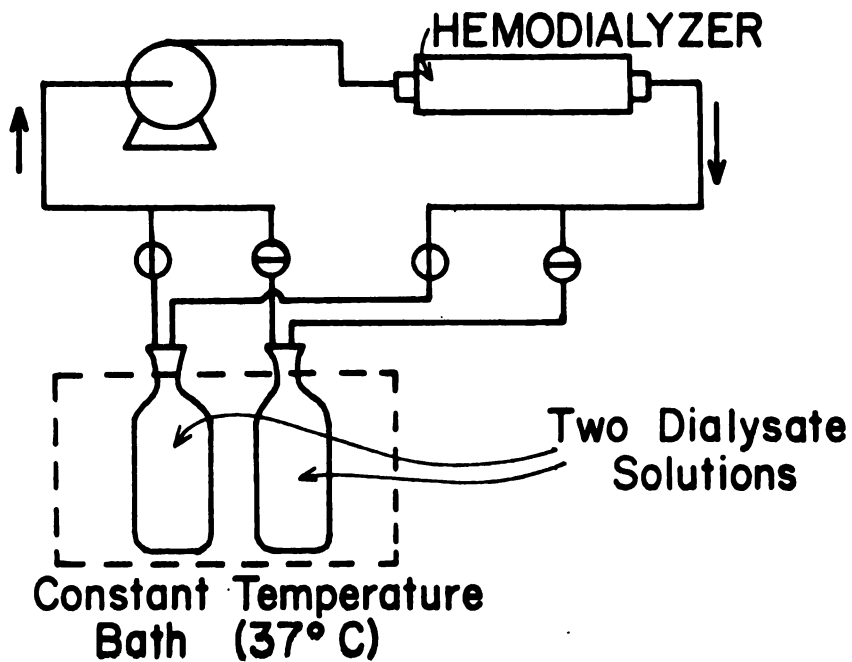 HEMODIALYZER
Two Dialysate
Solutions
Constant Temperature
Bath (37° C)